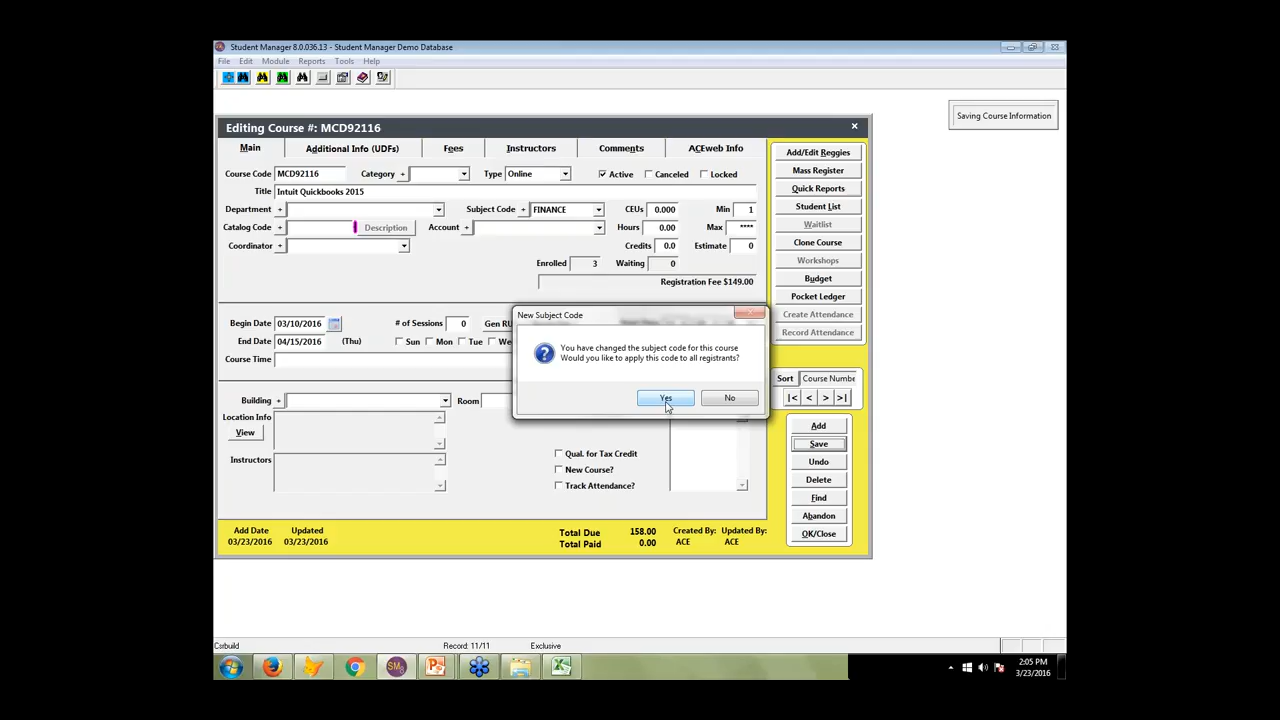 Student Manager 8.0.036.13 - Student Manager Demo Database
File Edit Module Reports Tools Help
Saving Course Information
Editing Course #: MCD92116
Main Additional Info (UDFs) Fees Instructors Comments ACEweb Info
Course Code MCD92116 Category + Type Online Active Canceled Locked
Title Intuit Quickbooks 2015
Department + Subject Code + FINANCE CEUs 0.000 Min 1
Catalog Code + Description Account + Hours 0.00 Max ****
Coordinator + Credits 0.0 Estimate 0
Enrolled 3 Waiting 0
Registration Fee $149.00
Begin Date 03/10/2016 # of Sessions 0
End Date 04/15/2016 (Thu) Sun Mon Tue
Course Time
Building + Room
Location Info
View
Instructors
Qual. for Tax Credit
New Course?
Track Attendance?
Add Date Updated
03/23/2016 03/23/2016
Total Due 158.00
Total Paid 0.00
Created By: Updated By:
ACE ACE
New Subject Code
You have changed the subject code for this course
Would you like to apply this code to all registrants?
Yes No
Add/Edit Reggies
Mass Register
Quick Reports
Student List
Waitlist
Clone Course
Workshops
Budget
Pocket Ledger
Create Attendance
Record Attendance
Sort Course Numbe
|< < > >|
Add
Save
Undo
Delete
Find
Abandon
OK/Close
Csrbuild Record: 11/11 Exclusive
2:05 PM
3/23/2016